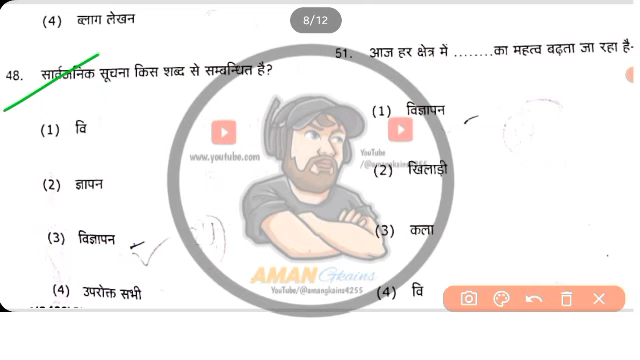 (4) ब्लाग लेखन
8/12
48. सार्वजनिक सूचना किस शब्द से सम्बन्धित है?
(1) वि
(2) ज्ञापन
(3) विज्ञापन
(4) उपरोक्त सभी
51. आज हर क्षेत्र में ........का महत्व बढ़ता जा रहा है-
(1) विज्ञापन
(2) खिलाड़ी
(3) कला
(4) वि
www.youtube.com
YouTube
AMAN Gkains
YouTube/@amangkains4255